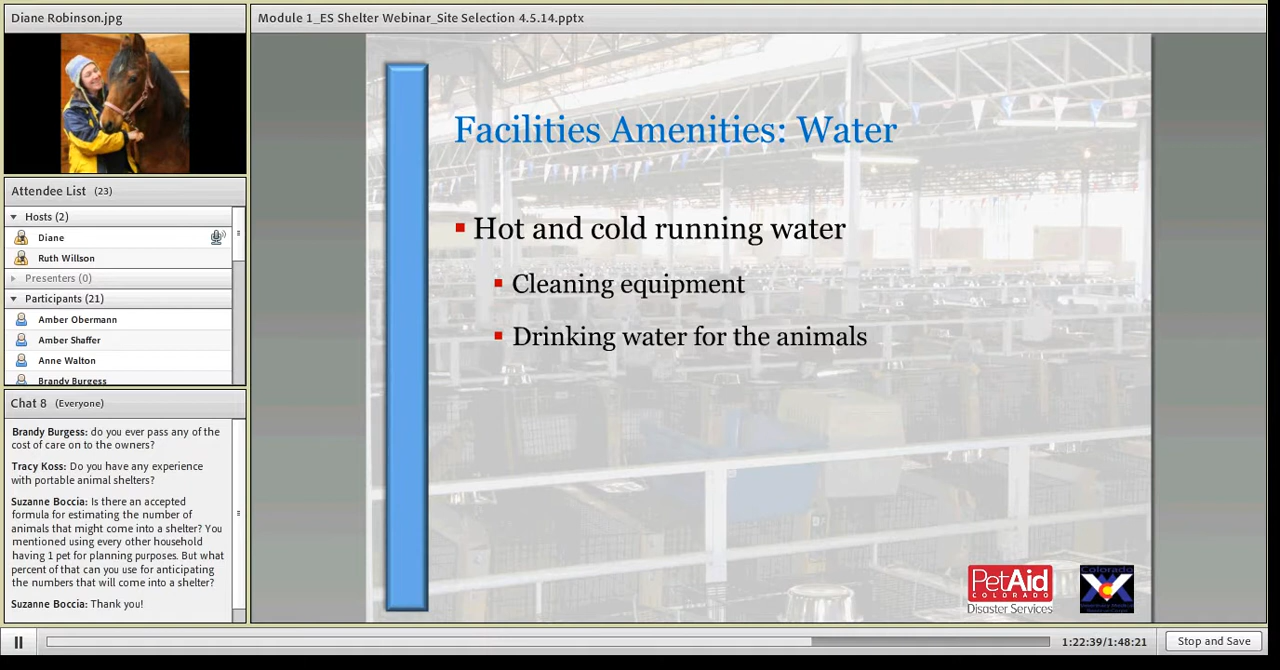 Diane Robinson.jpg
Module 1_ES Shelter Webinar_Site Selection 4.5.14.pptx
Attendee List (23)
Hosts (2)
Diane
Ruth Willson
Presenters (0)
Participants (21)
Amber Obermann
Amber Shaffer
Anne Walton
Brandy Burgess
Chat 8 (Everyone)
Brandy Burgess: do you ever pass any of the
cost of care on to the owners?
Tracy Koss: Do you have any experience
with portable animal shelters?
Suzanne Boccia: Is there an accepted
formula for estimating the number of
animals that might come into a shelter? You
mentioned using every other household
having 1 pet for planning purposes. But what
percent of that can you use for anticipating
the numbers that will come into a shelter?
Suzanne Boccia: Thank you!
Facilities Amenities: Water
Hot and cold running water
Cleaning equipment
Drinking water for the animals
PetAid
COLORADO
Disaster Services
Colorado
1:22:39/1:48:21
Stop and Save